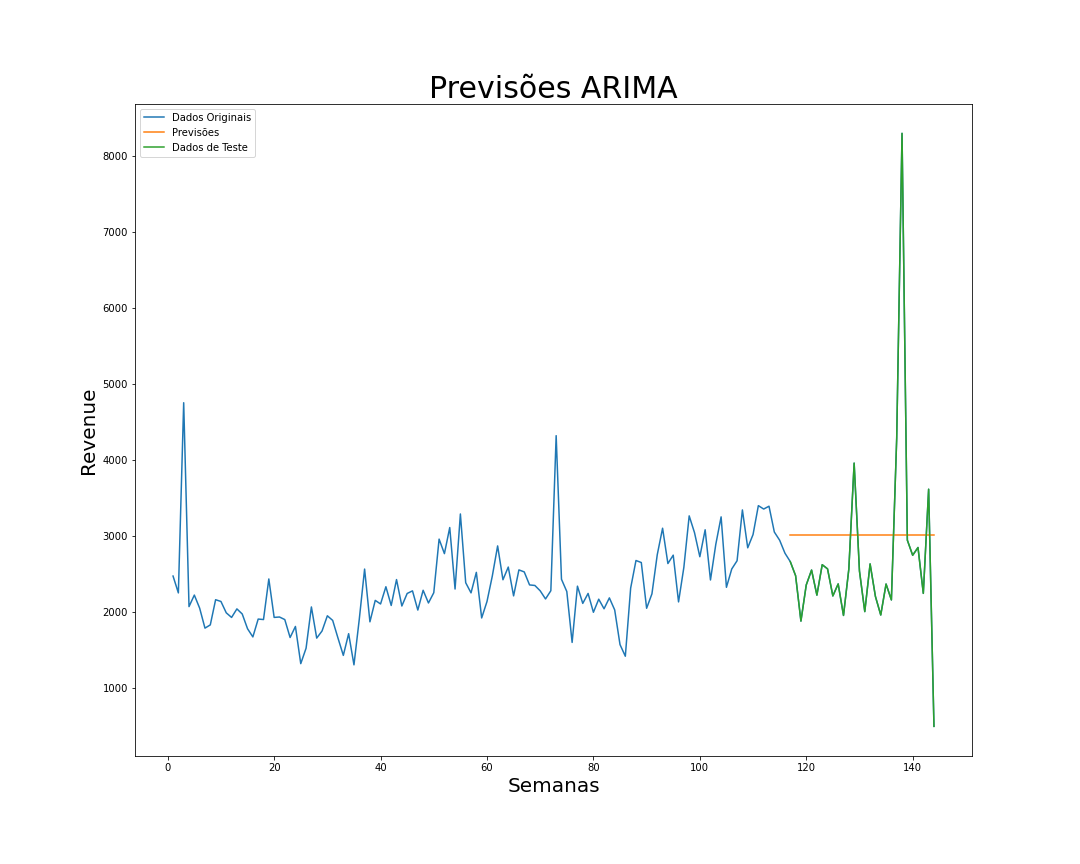 Previsões ARIMA
Dados Originais
Previsões
Dados de Teste
8000
7000
6000
5000
4000
3000
2000
1000
Revenue
0 20 40 60 80 100 120 140
Semanas